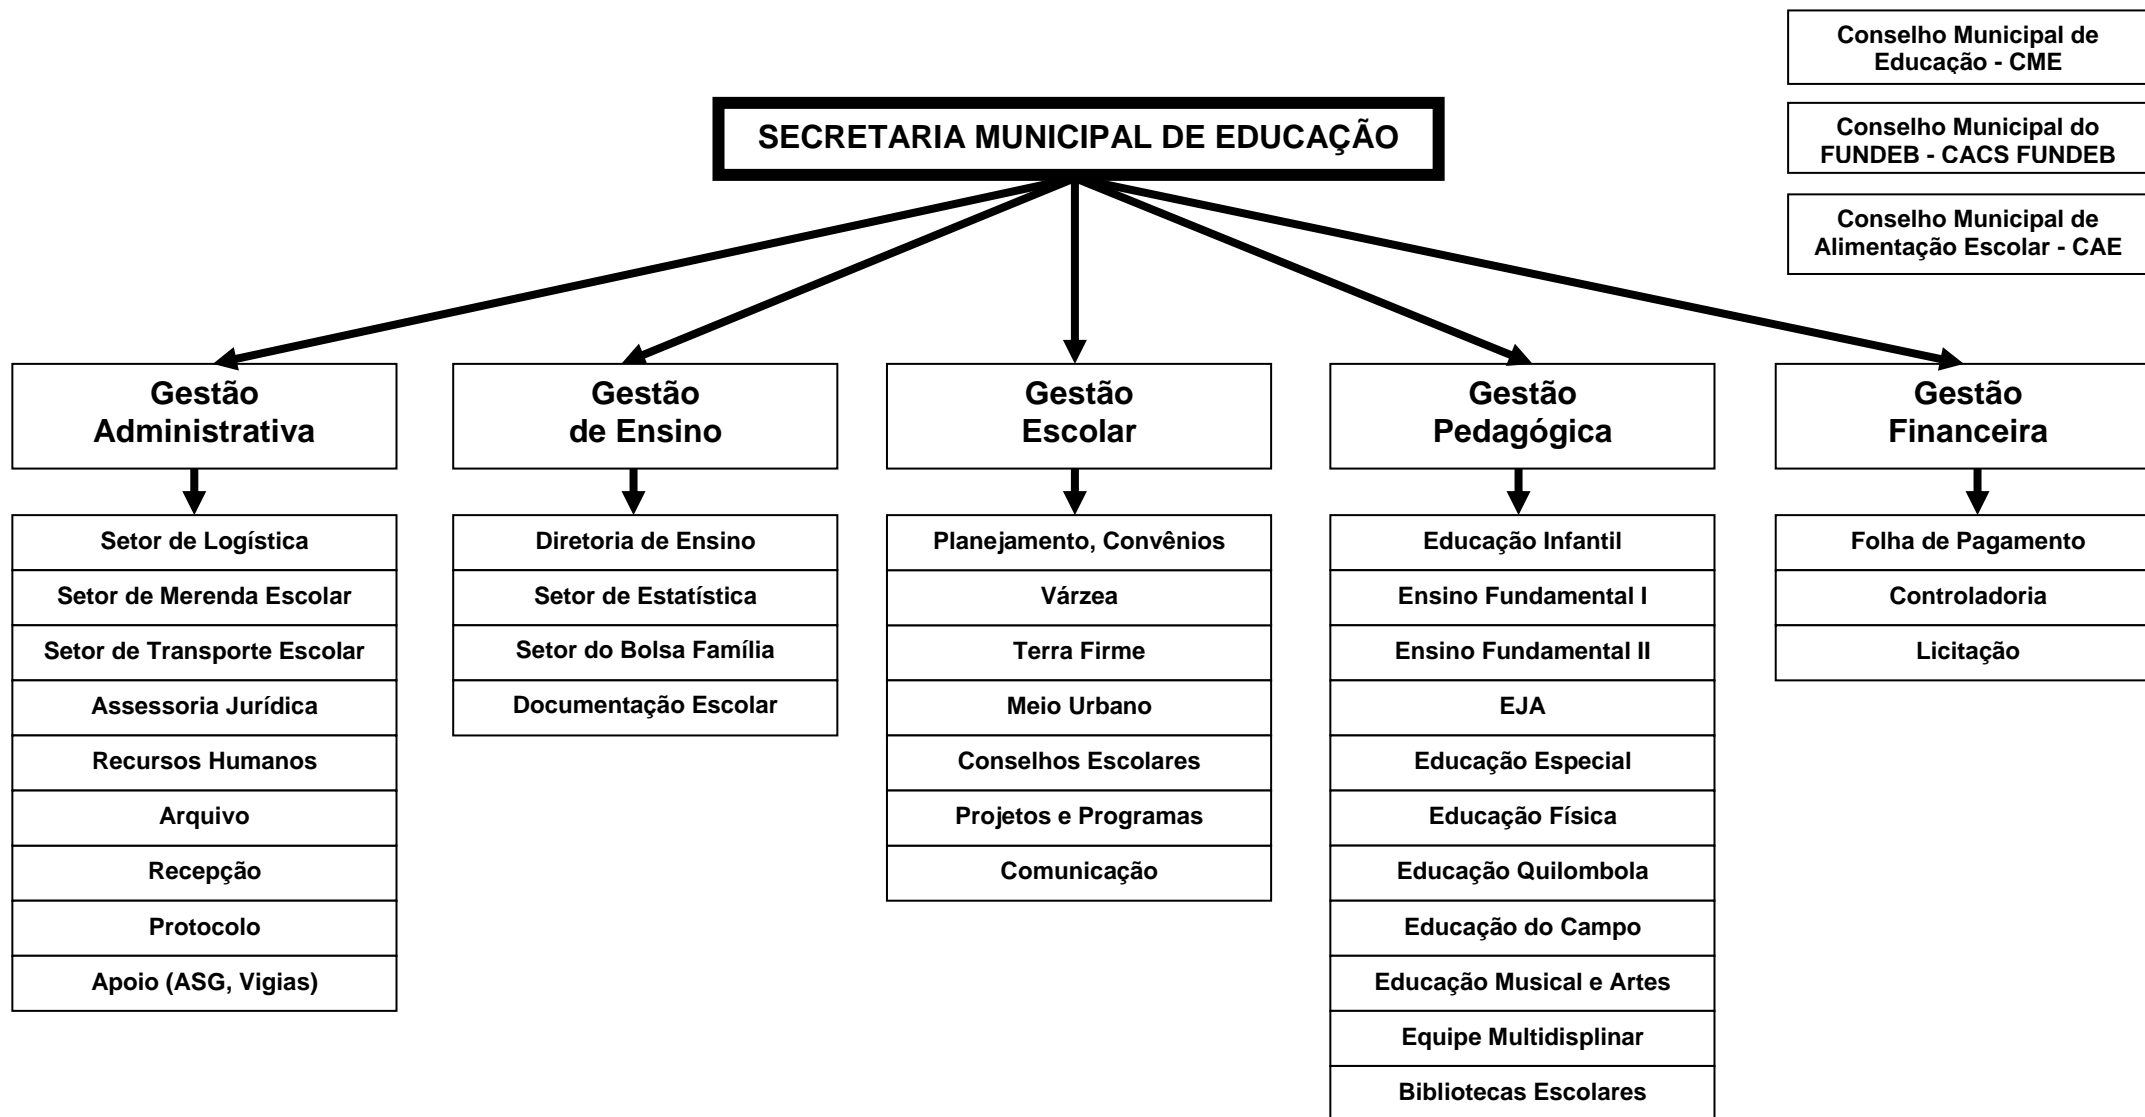 Conselho Municipal de
Educação - CME
SECRETARIA MUNICIPAL DE EDUCAÇÃO
Conselho Municipal do
FUNDEB - CACS FUNDEB
Conselho Municipal de
Alimentação Escolar - CAE
Gestão
Administrativa
Setor de Logística
Setor de Merenda Escolar
Setor de Transporte Escolar
Assessoria Jurídica
Recursos Humanos
Arquivo
Recepção
Protocolo
Apoio (ASG, Vigias)
Gestão
de Ensino
Diretoria de Ensino
Setor de Estatística
Setor do Bolsa Família
Documentação Escolar
Gestão
Escolar
Planejamento, Convênios
Várzea
Terra Firme
Meio Urbano
Conselhos Escolares
Projetos e Programas
Comunicação
Gestão
Pedagógica
Educação Infantil
Ensino Fundamental I
Ensino Fundamental II
EJA
Educação Especial
Educação Física
Educação Quilombola
Educação do Campo
Educação Musical e Artes
Equipe Multidisplinar
Bibliotecas Escolares
Gestão
Financeira
Folha de Pagamento
Controladoria
Licitação